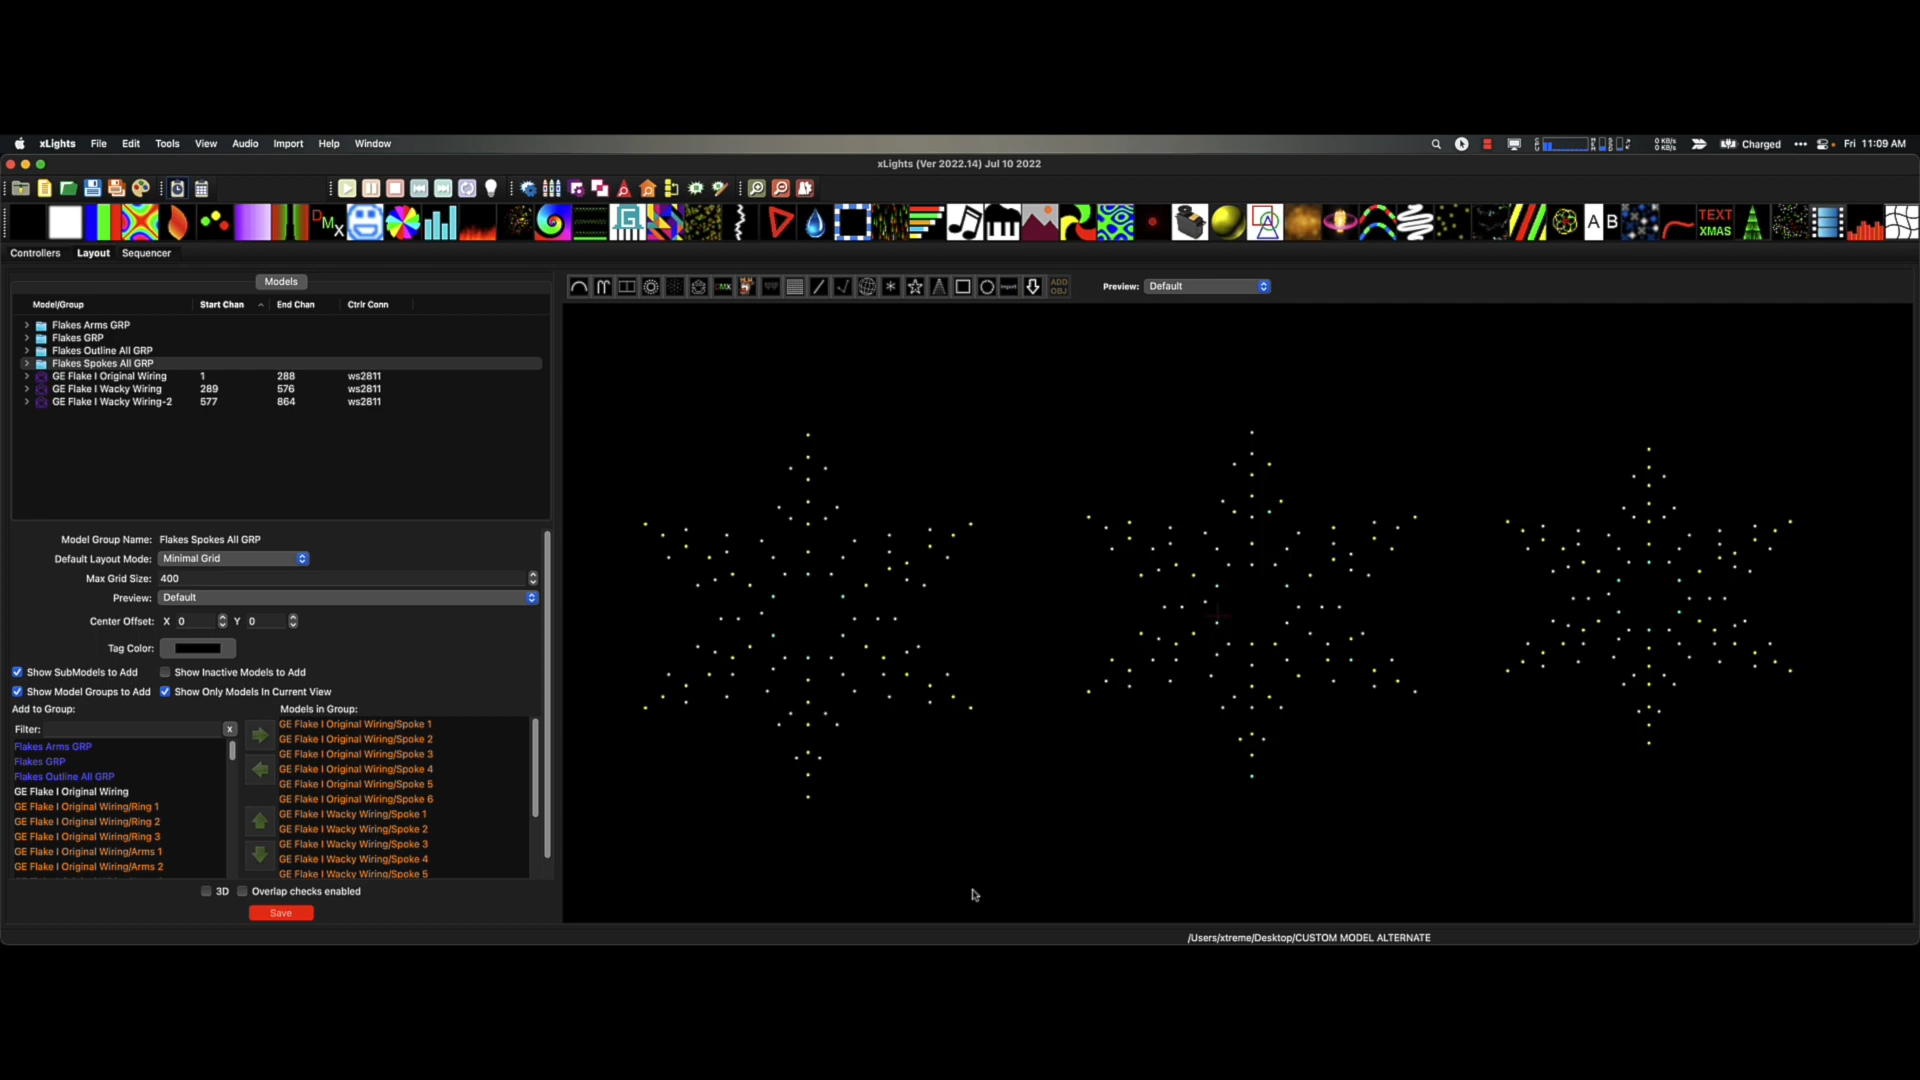 xLights File Edit Tools View Audio Import Help Window
0 KB/s
0 KB/s
Charged
Fri 11:09 AM
xLights (Ver 2022.14) Jul 10 2022
A B
TEXT
XMAS
Controllers Layout Sequencer
Models
Preview: Default
ADD
OBJ
DMX
Model/Group Start Chan End Chan Ctrlr Conn
Flakes Arms GRP
Flakes GRP
Flakes Outline All GRP
Flakes Spokes All GRP
GE Flake I Original Wiring 1 288 ws2811
GE Flake I Wacky Wiring 289 576 ws2811
GE Flake I Wacky Wiring-2 577 864 ws2811
Model Group Name: Flakes Spokes All GRP
Default Layout Mode: Minimal Grid
Max Grid Size: 400
Preview: Default
Center Offset: X 0 Y 0
Tag Color:
Show SubModels to Add Show Inactive Models to Add
Show Model Groups to Add Show Only Models In Current View
Add to Group: Models in Group:
Filter: x
Flakes Arms GRP
Flakes GRP
Flakes Outline All GRP
GE Flake I Original Wiring
GE Flake I Original Wiring/Ring 1
GE Flake I Original Wiring/Ring 2
GE Flake I Original Wiring/Ring 3
GE Flake I Original Wiring/Arms 1
GE Flake I Original Wiring/Arms 2
GE Flake I Original Wiring/Spoke 1
GE Flake I Original Wiring/Spoke 2
GE Flake I Original Wiring/Spoke 3
GE Flake I Original Wiring/Spoke 4
GE Flake I Original Wiring/Spoke 5
GE Flake I Original Wiring/Spoke 6
GE Flake I Wacky Wiring/Spoke 1
GE Flake I Wacky Wiring/Spoke 2
GE Flake I Wacky Wiring/Spoke 3
GE Flake I Wacky Wiring/Spoke 4
GE Flake I Wacky Wiring/Spoke 5
3D Overlap checks enabled
Save
/Users/xtreme/Desktop/CUSTOM MODEL ALTERNATE